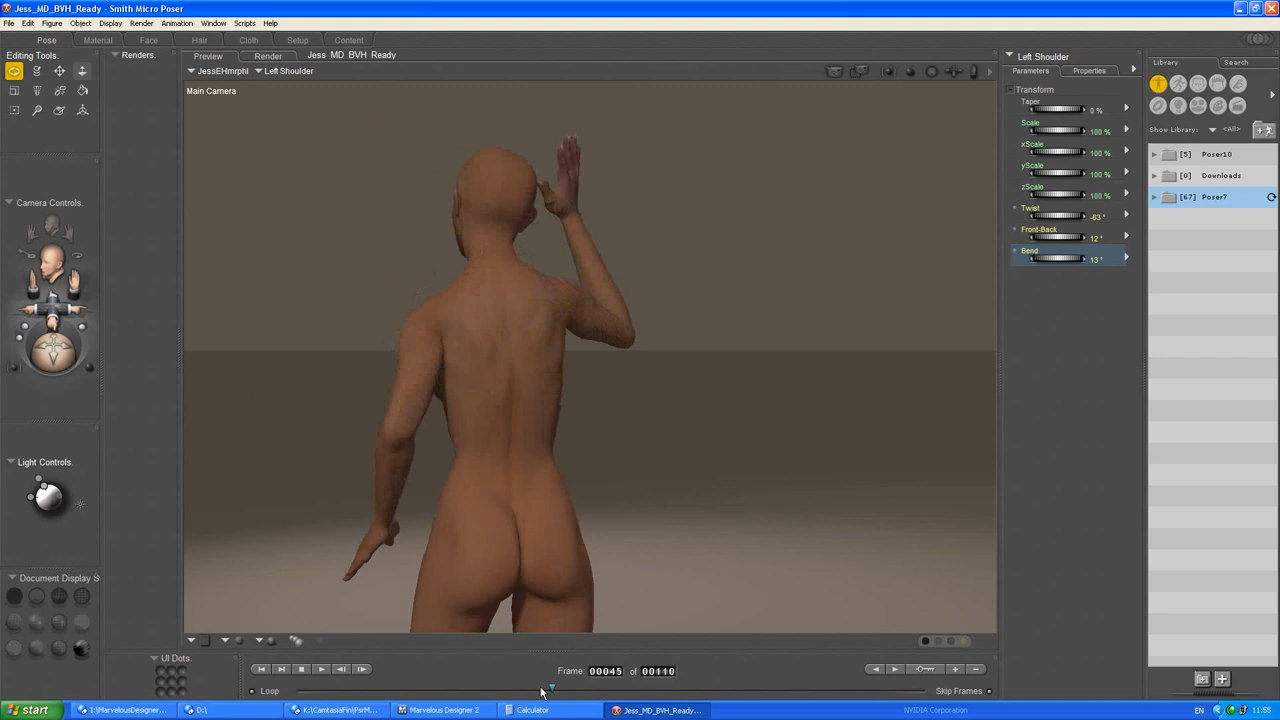 Jess_MD_BVH_Ready - Smith Micro Poser
File Edit Figure Object Display Render Animation Window Scripts Help
Pose Material Face Hair Cloth Setup Content
Editing Tools.
Renders.
Preview Render Jess_MD_BVH_Ready
JessEHmrphl Left Shoulder
Main Camera
Left Shoulder
Parameters Properties
Transform
Taper
0 %
Scale
100 %
xScale
100 %
yScale
100 %
zScale
100 %
Twist
-63 °
Front-Back
12 °
Bend
13 °
Library Search
Show Library: <All>
[5] Poser10
[0] Downloads
[67] Poser7
Camera Controls.
Light Controls.
Document Display S
UI Dots.
Frame: 00045 of 00110
Loop
Skip Frames
start
I:\MarvelousDesigner...
D:\
K:\CamtasiaFin\PsrM...
Marvelous Designer 2
Calculator
Jess_MD_BVH_Ready...
NVIDIA Corporation
EN
11:55